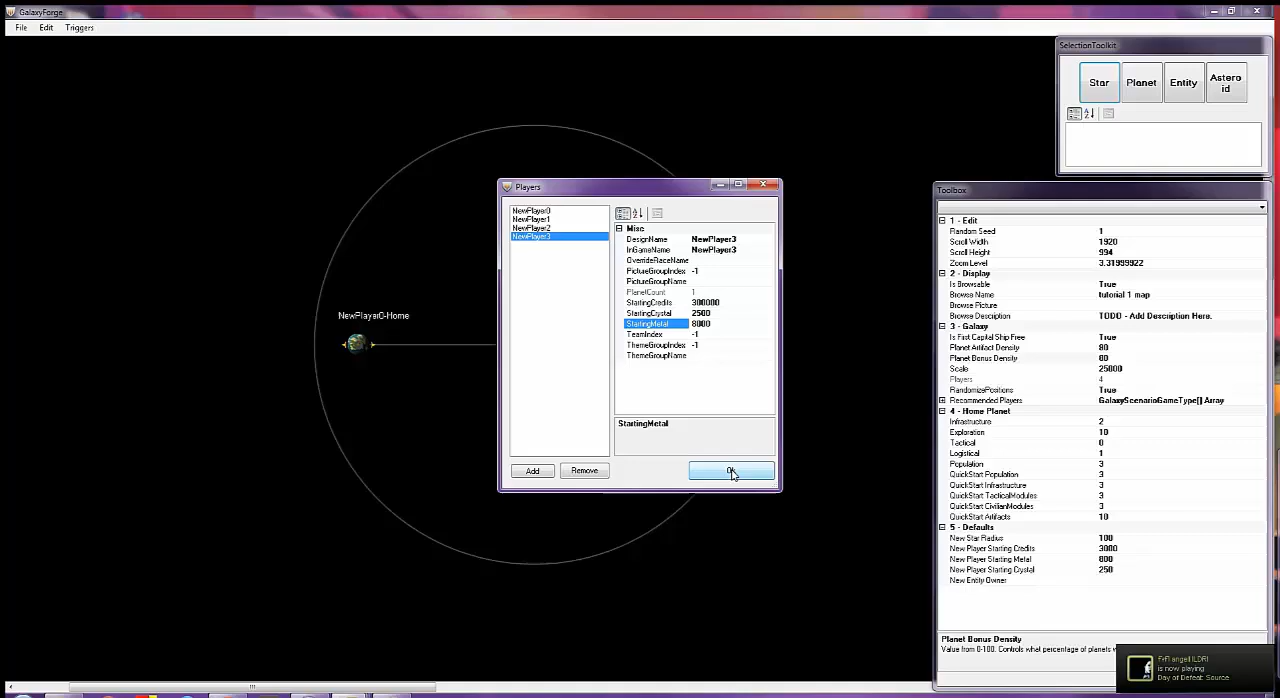 GalaxyForge
File Edit Triggers
SelectionToolkit
Star Planet Entity Astero
id
Toolbox
1 - Edit
Random Seed 1
Scroll Width 1920
Scroll Height 994
Zoom Level 3.31999922
2 - Display
Is Browsable True
Browse Name tutorial 1 map
Browse Picture
Browse Description TODO - Add Description Here.
3 - Galaxy
Is First Capital Ship Free True
Planet Artifact Density 80
Planet Bonus Density 80
Scale 25000
Players 4
RandomizePositions True
Recommended Players GalaxyScenarioGameType[] Array
4 - Home Planet
Infrastructure 2
Exploration 10
Tactical 0
Logistical 1
Population 3
QuickStart Population 3
QuickStart Infrastructure 3
QuickStart TacticalModules 3
QuickStart CivilianModules 3
QuickStart Artifacts 10
5 - Defaults
New Star Radius 100
New Player Starting Credits 3000
New Player Starting Metal 800
New Player Starting Crystal 250
New Entity Owner
Planet Bonus Density
Value from 0-100. Controls what percentage of planets
NewPlayer0-Home
Players
NewPlayer0
NewPlayer1
NewPlayer2
NewPlayer3
Misc
DesignName NewPlayer3
InGameName NewPlayer3
OverrideRaceName
PictureGroupIndex -1
PictureGroupName
PlanetCount 1
StartingCredits 300000
StartingCrystal 2500
StartingMetal 8000
TeamIndex -1
ThemeGroupIndex -1
ThemeGroupName
StartingMetal
Add Remove Ok
is now playing
Day of Defeat: Source